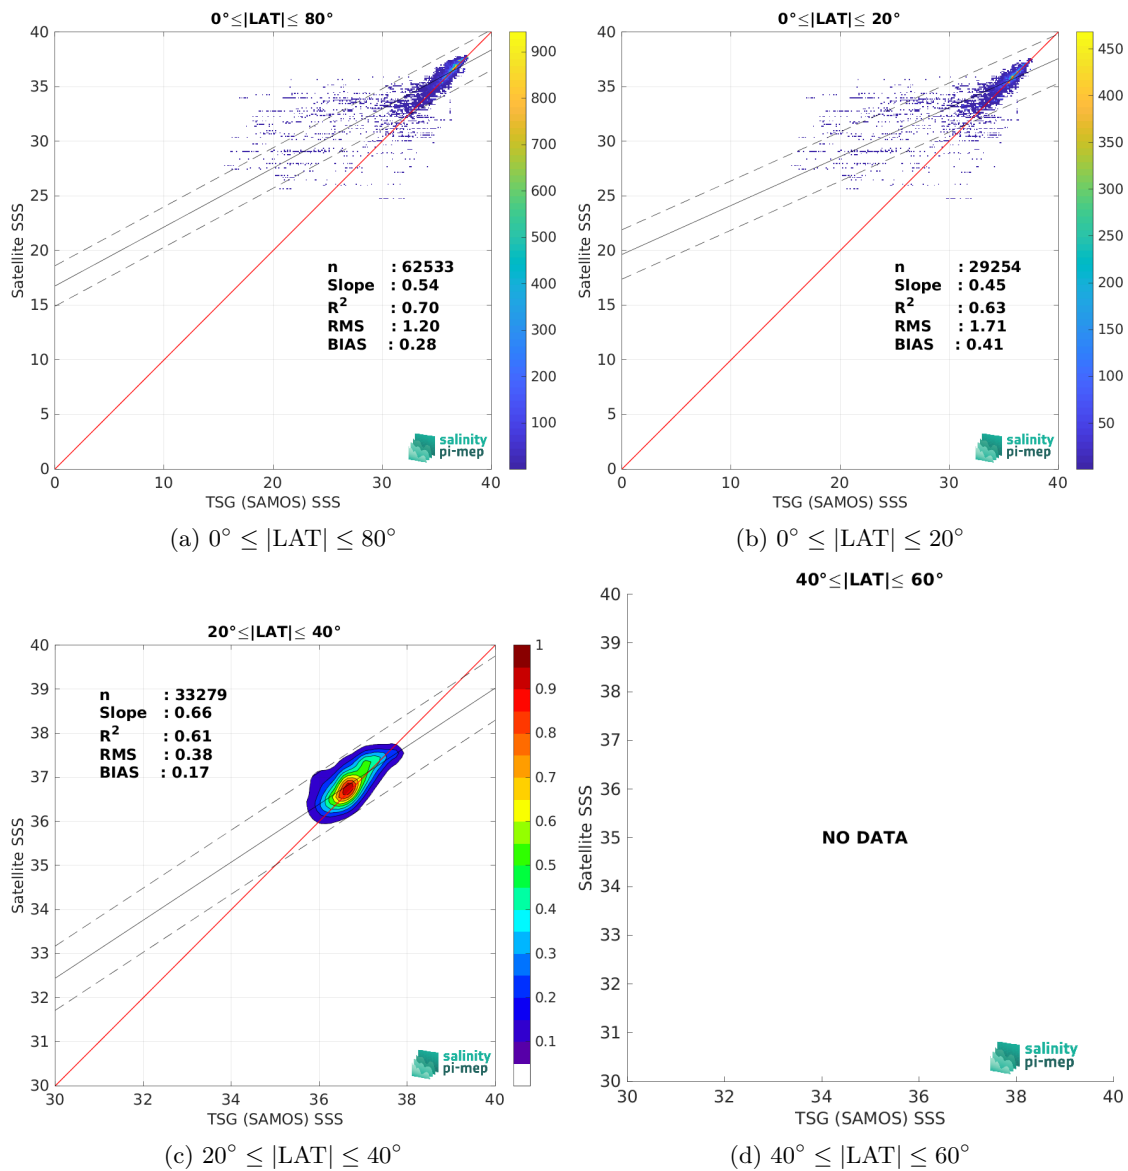 0°≤|LAT|≤ 80°
40
35
30
25
20
15
10
5
0
Satellite SSS
n : 62533
Slope : 0.54
R² : 0.70
RMS : 1.20
BIAS : 0.28
salinity
pi-mep
0 10 20 30 40
TSG (SAMOS) SSS
900
800
700
600
500
400
300
200
100
(a) 0° ≤ |LAT| ≤ 80°
0°≤|LAT|≤ 20°
40
35
30
25
20
15
10
5
0
Satellite SSS
n : 29254
Slope : 0.45
R² : 0.63
RMS : 1.71
BIAS : 0.41
salinity
pi-mep
0 10 20 30 40
TSG (SAMOS) SSS
450
400
350
300
250
200
150
100
50
(b) 0° ≤ |LAT| ≤ 20°
20°≤|LAT|≤ 40°
40
39
38
37
36
35
34
33
32
31
30
Satellite SSS
n : 33279
Slope : 0.66
R² : 0.61
RMS : 0.38
BIAS : 0.17
salinity
pi-mep
30 32 34 36 38 40
TSG (SAMOS) SSS
1
0.9
0.8
0.7
0.6
0.5
0.4
0.3
0.2
0.1
(c) 20° ≤ |LAT| ≤ 40°
40°≤|LAT|≤ 60°
40
39
38
37
36
35
34
33
32
31
30
Satellite SSS
NO DATA
salinity
pi-mep
30 32 34 36 38 40
TSG (SAMOS) SSS
(d) 40° ≤ |LAT| ≤ 60°